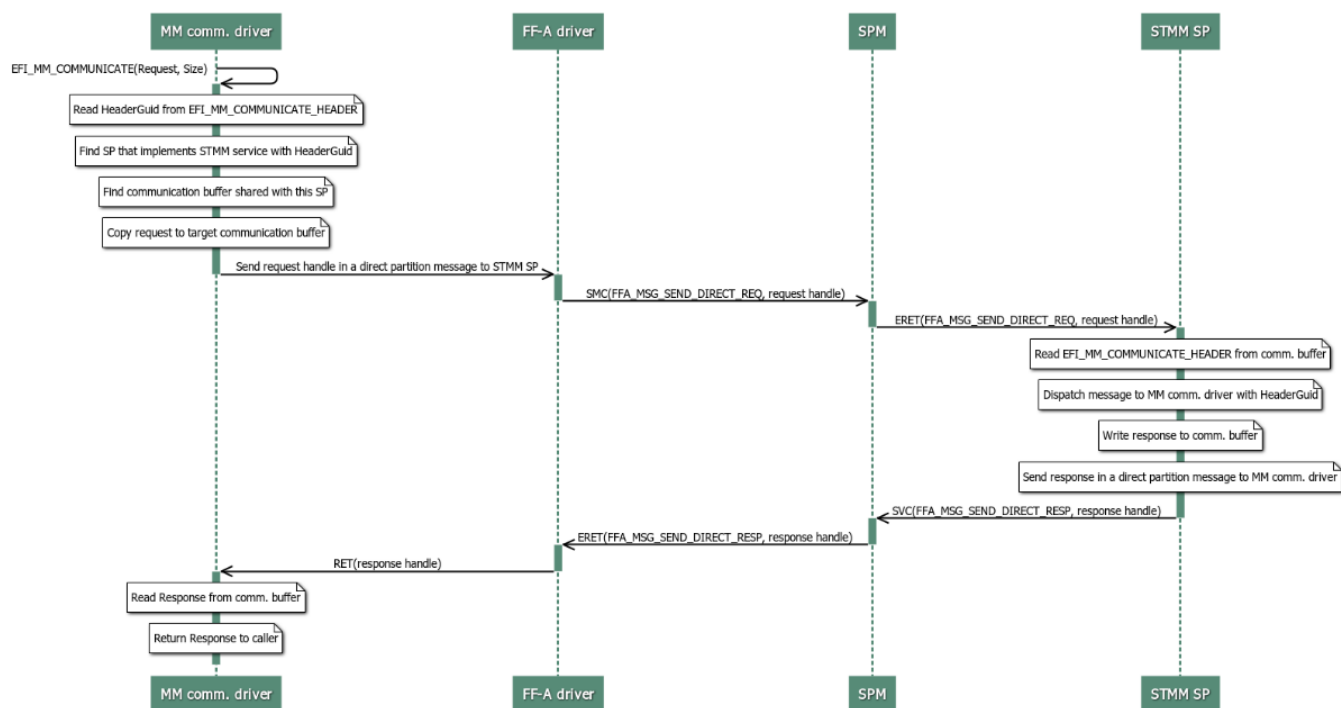 MM comm. driver
FF-A driver
SPM
STMM SP
EFI_MM_COMMUNICATE(Request, Size)
Read HeaderGuid from EFI_MM_COMMUNICATE_HEADER
Find SP that implements STMM service with HeaderGuid
Find communication buffer shared with this SP
Copy request to target communication buffer
Send request handle in a direct partition message to STMM SP
SMC(FFA_MSG_SEND_DIRECT_REQ, request handle)
ERET(FFA_MSG_SEND_DIRECT_REQ, request handle)
Read EFI_MM_COMMUNICATE_HEADER from comm. buffer
Dispatch message to MM comm. driver with HeaderGuid
Write response to comm. buffer
Send response in a direct partition message to MM comm. driver
SVC(FFA_MSG_SEND_DIRECT_RESP, response handle)
ERET(FFA_MSG_SEND_DIRECT_RESP, response handle)
RET(response handle)
Read Response from comm. buffer
Return Response to caller
MM comm. driver
FF-A driver
SPM
STMM SP